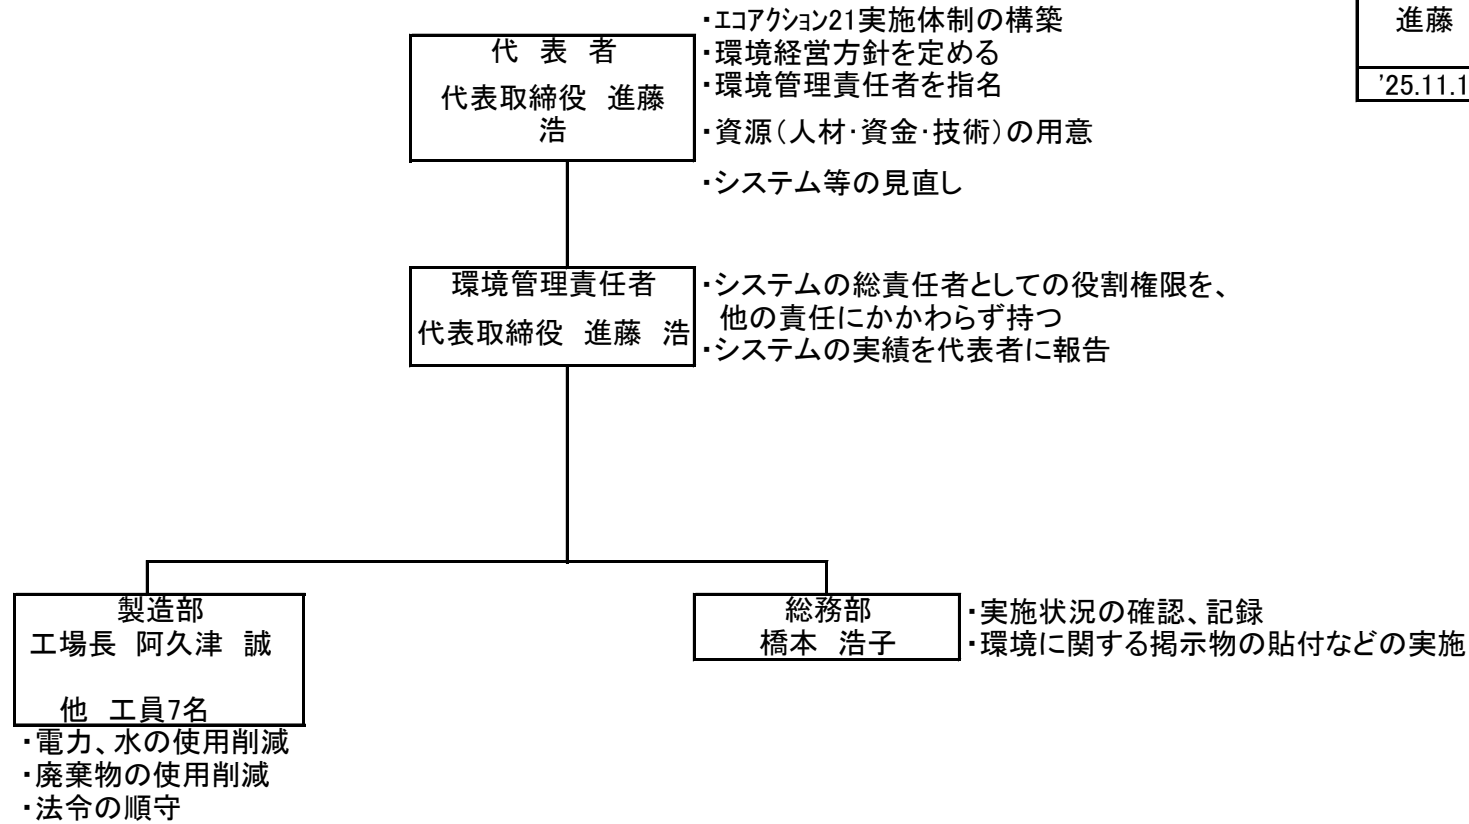 ・エコアクション21実施体制の構築
代　表　者
・環境経営方針を定める
代表取締役　進藤
浩
・環境管理責任者を指名
・資源（人材・資金・技術）の用意
・システム等の見直し
進藤
'25.11.1
環境管理責任者
代表取締役　進藤　浩
・システムの総責任者としての役割権限を、
他の責任にかかわらず持つ
・システムの実績を代表者に報告
製造部
工場長　阿久津　誠
他　工員7名
・電力、水の使用削減
・廃棄物の使用削減
・法令の順守
総務部
橋本　浩子
・実施状況の確認、記録
・環境に関する掲示物の貼付などの実施